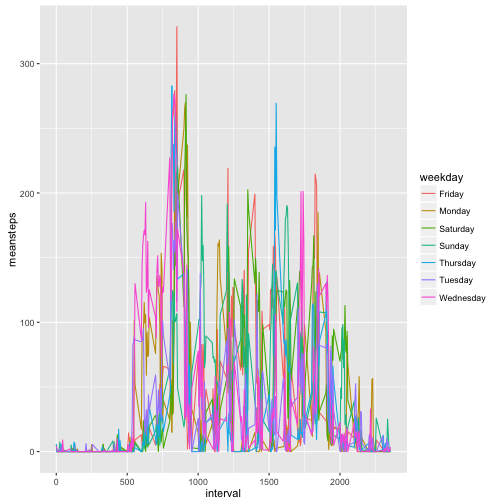 300
200
100
0
meansteps
0
500
1000
1500
2000
interval
weekday
Friday
Monday
Saturday
Sunday
Thursday
Tuesday
Wednesday